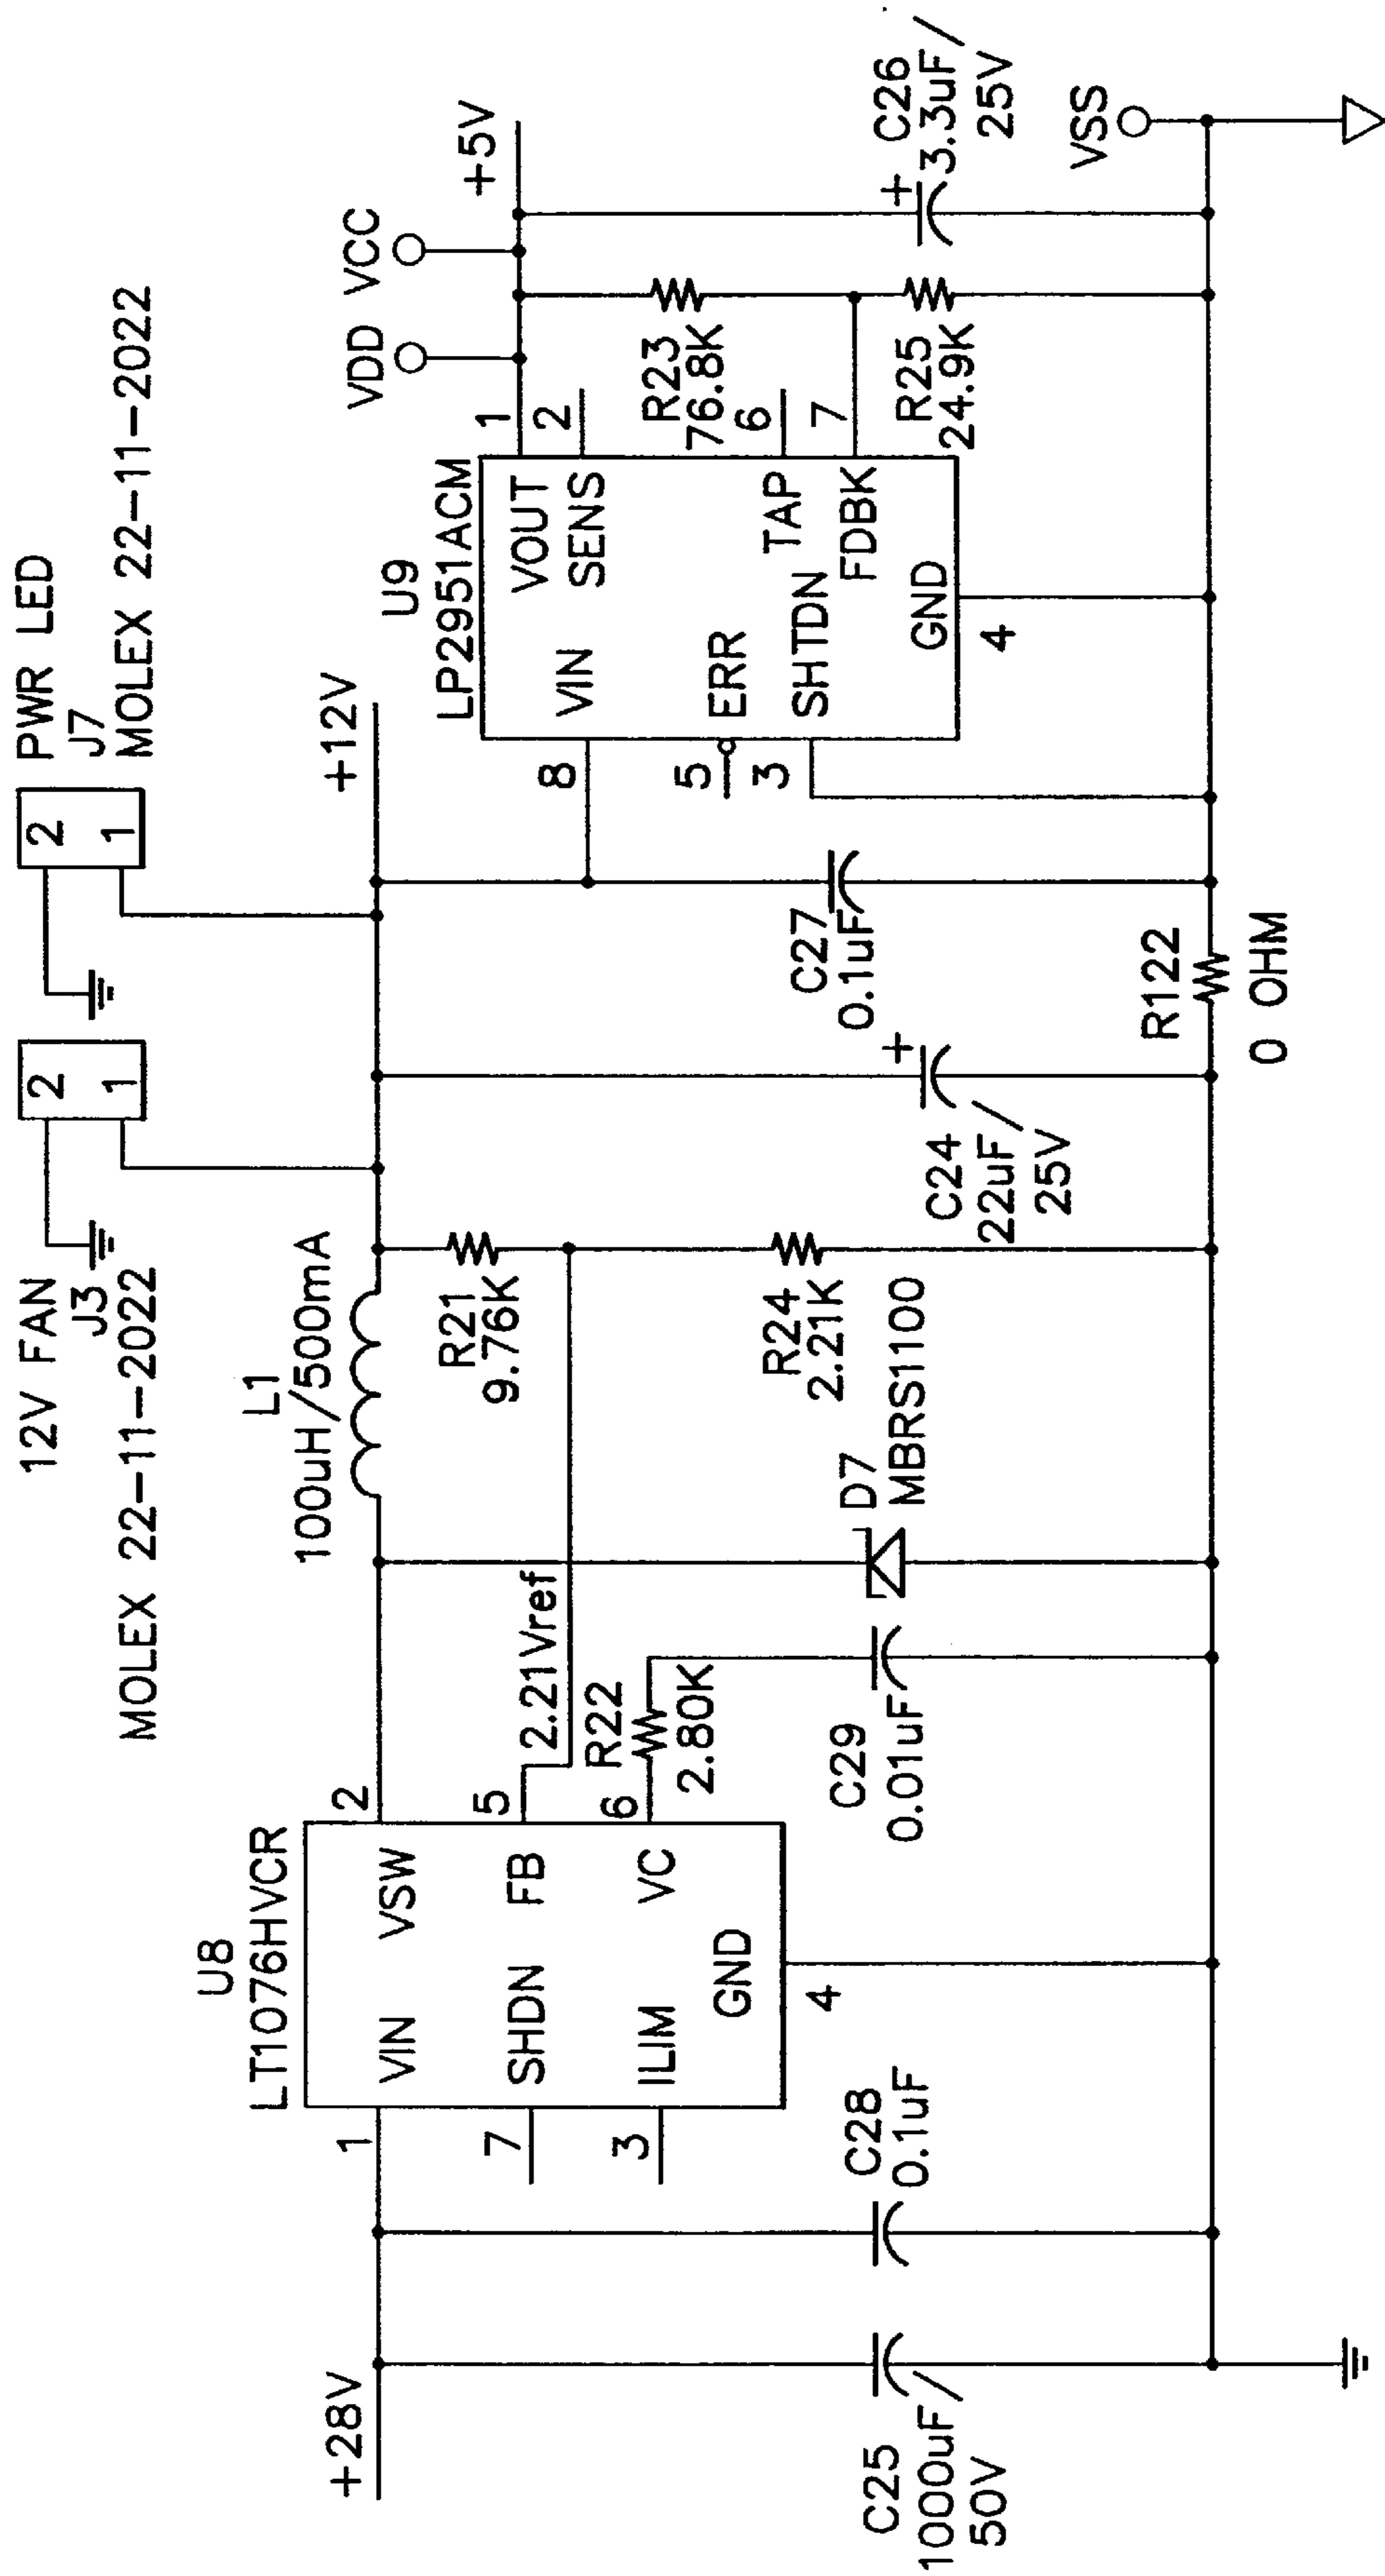 12V FAN
J3
MOLEX 22-11-2022
PWR LED
J7
MOLEX 22-11-2022
2
1
2
1
+28V
C25
1000uF/
50V
C28
0.1uF
U8
LT1076HVCR
1
VIN
VSW
2
7
SHDN
FB
5
3
ILIM
VC
6
GND
4
2.21Vref
R22
2.80K
C29
0.01uF
D7
MBRS1100
L1
100uH/500mA
R21
9.76K
R24
2.21K
C24
+
22uF/
25V
+12V
C27
0.1uF
R122
0 OHM
U9
LP2951ACM
8
VIN
VOUT
1
SENS
2
5
ERR
3
SHTDN
TAP
6
FDBK
7
GND
4
VDD
VCC
+5V
R23
76.8K
R25
24.9K
+
C26
3.3uF/
25V
VSS